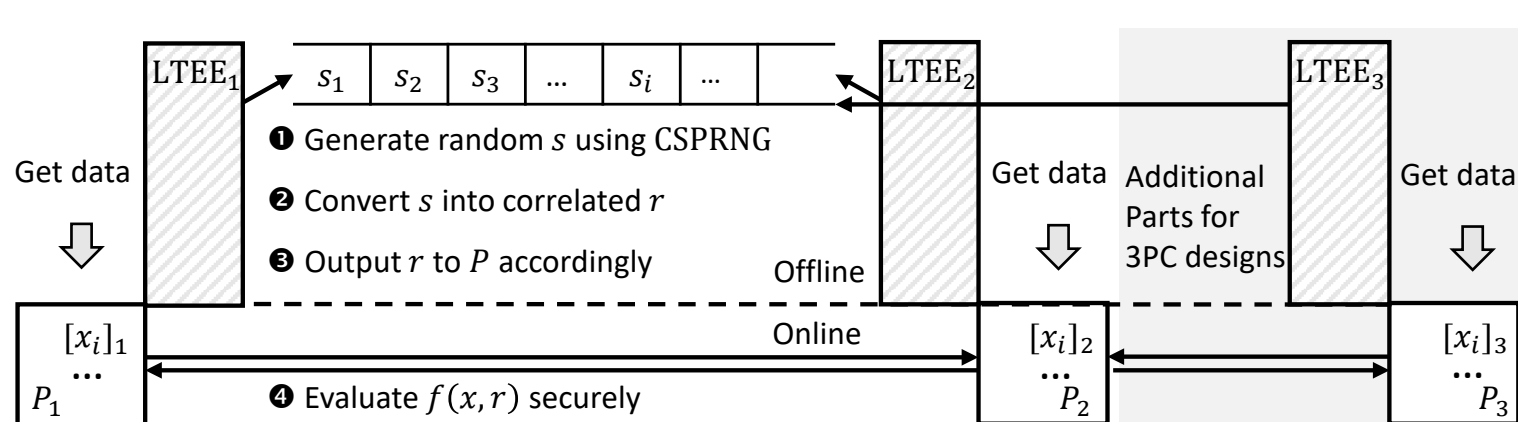 LTEE₁
s₁ s₂ s₃ ... sᵢ ...
LTEE₂
LTEE₃
❶ Generate random s using CSPRNG
❷ Convert s into correlated r
❸ Output r to P accordingly
Get data
Get data
Additional
Parts for
3PC designs
Get data
Offline
Online
[xᵢ]₁
...
P₁
❹ Evaluate f(x, r) securely
[xᵢ]₂
...
P₂
[xᵢ]₃
...
P₃